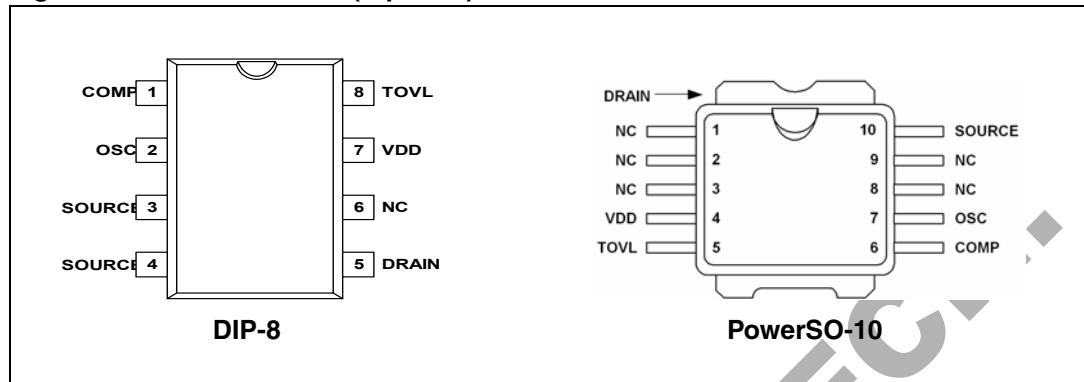 COMP 1
OSC 2
SOURCE 3
SOURCE 4
8 TOVL
7 VDD
6 NC
5 DRAIN
DIP-8
DRAIN
NC 1
NC 2
NC 3
VDD 4
TOVL 5
10 SOURCE
9 NC
8 NC
7 OSC
6 COMP
PowerSO-10